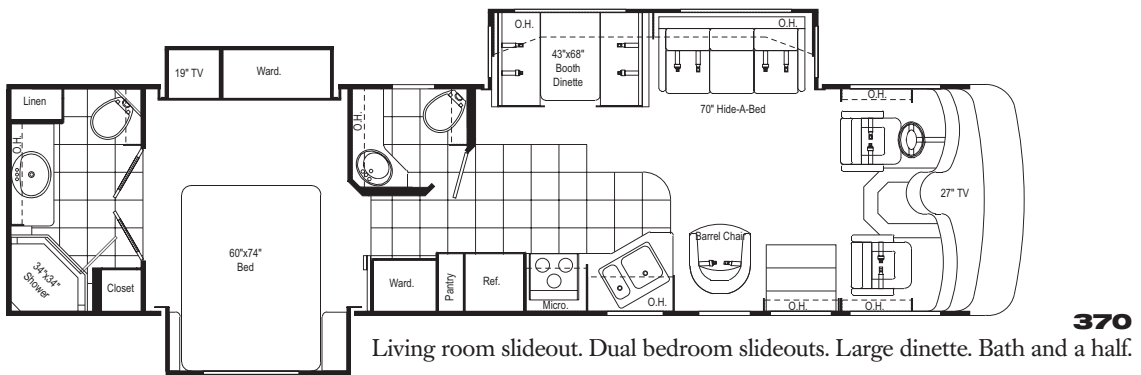 O.H.
O.H.
43"x68"
Booth
Dinette
19" TV
Ward.
70" Hide-A-Bed
Linen
O.H.
O.H.
O.H.
27" TV
60"x74"
Bed
Barrel Chair
34"x34"
Shower
Closet
Ward.
Pantry
Ref.
Micro.
O.H.
O.H.
O.H.
370
Living room slideout. Dual bedroom slideouts. Large dinette. Bath and a half.